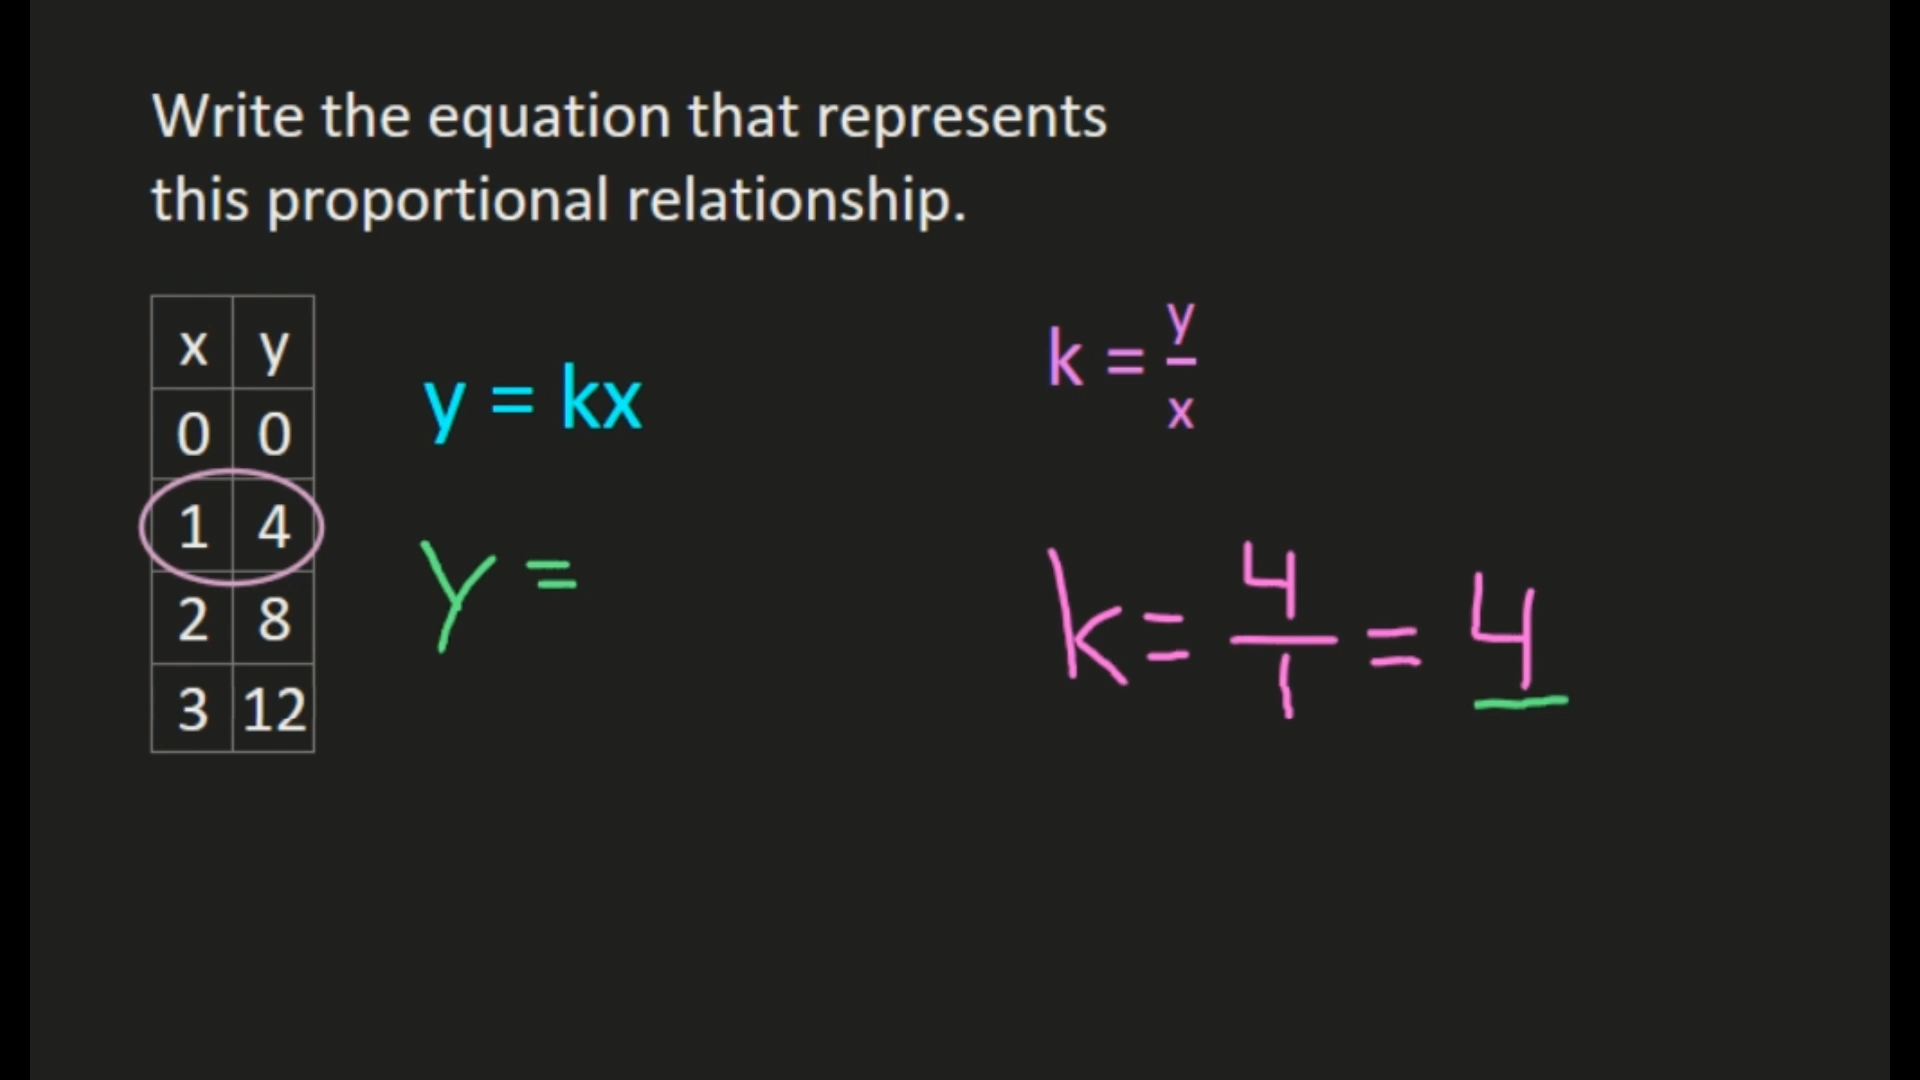 Write the equation that represents
this proportional relationship.
x y
0 0
1 4
2 8
3 12
y = kx
y =
k = y/x
k = 4/1 = 4